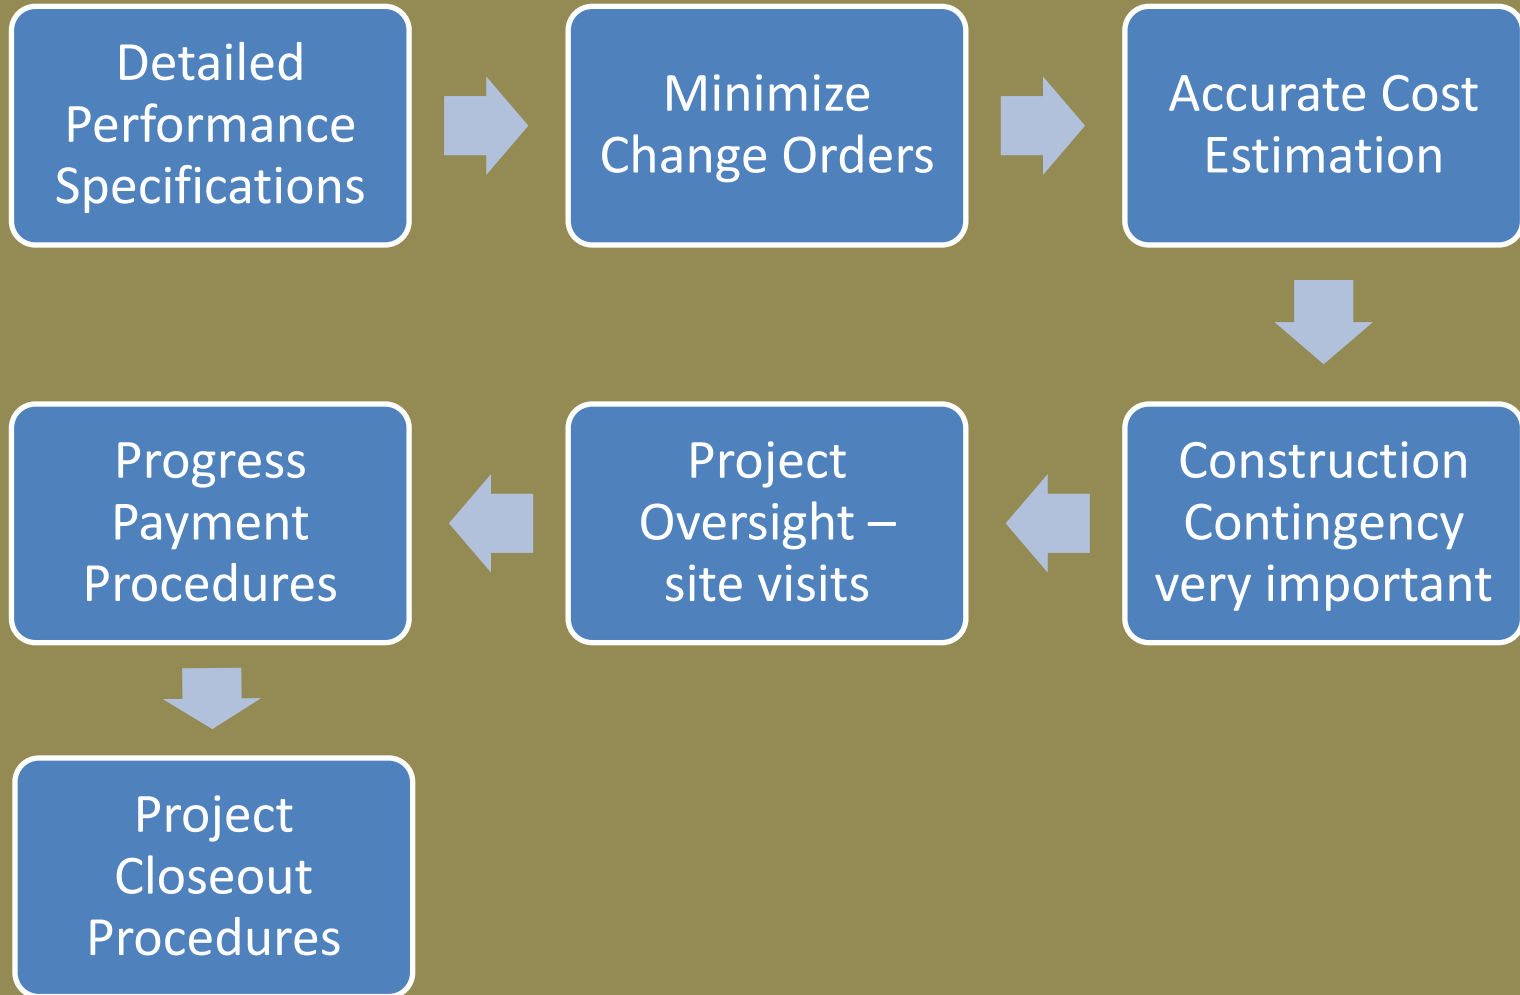 Detailed
Performance
Specifications
Minimize
Change Orders
Accurate Cost
Estimation
Construction
Contingency
very important
Project
Oversight –
site visits
Progress
Payment
Procedures
Project
Closeout
Procedures